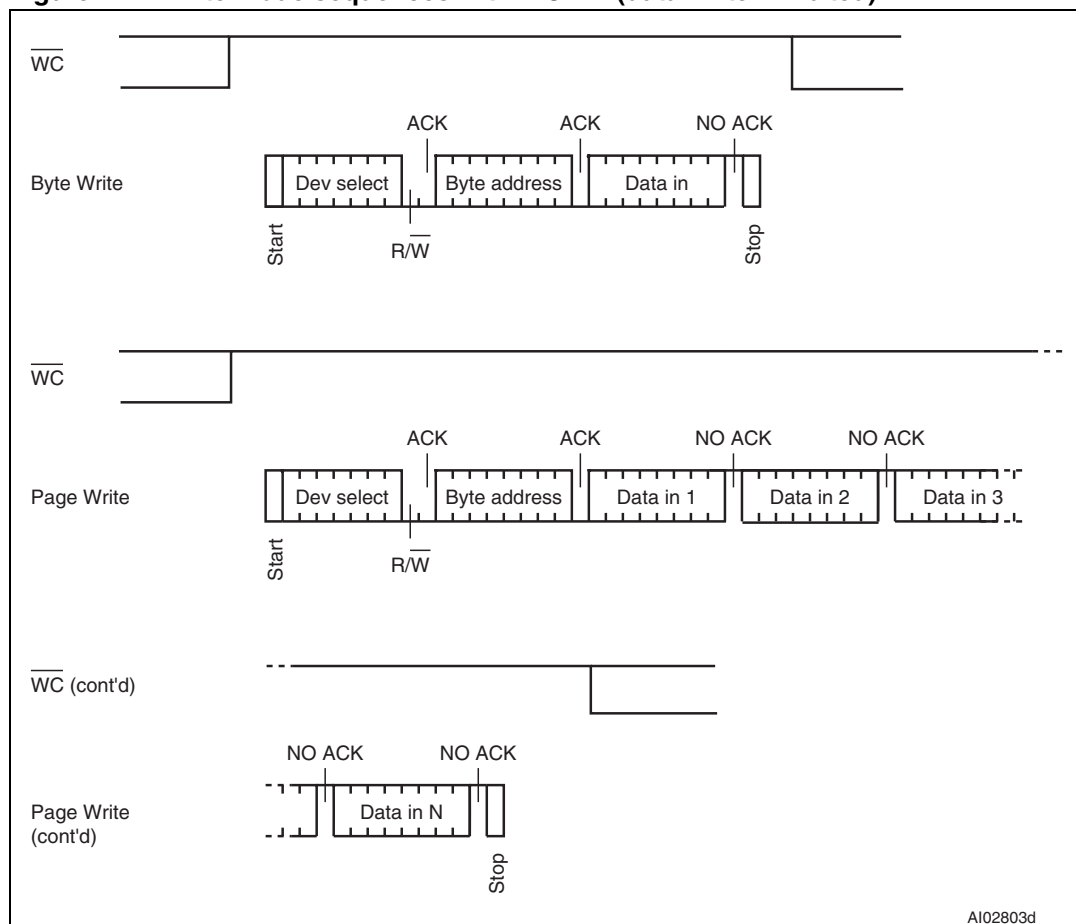 WC
ACK ACK NO ACK
Byte Write Dev select Byte address Data in
Start R/W Stop
WC
ACK ACK NO ACK NO ACK
Page Write Dev select Byte address Data in 1 Data in 2 Data in 3
Start R/W
WC (cont'd)
NO ACK NO ACK
Page Write Data in N
(cont'd)
Stop
AI02803d